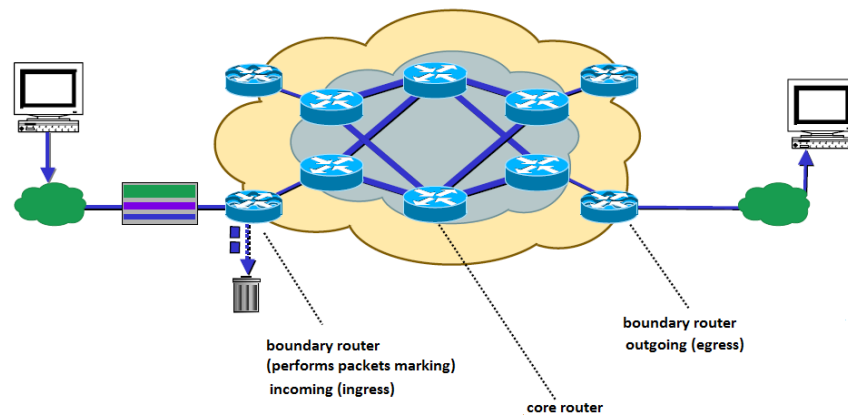 boundary router
(performs packets marking)
incoming (ingress)
core router
boundary router
outgoing (egress)